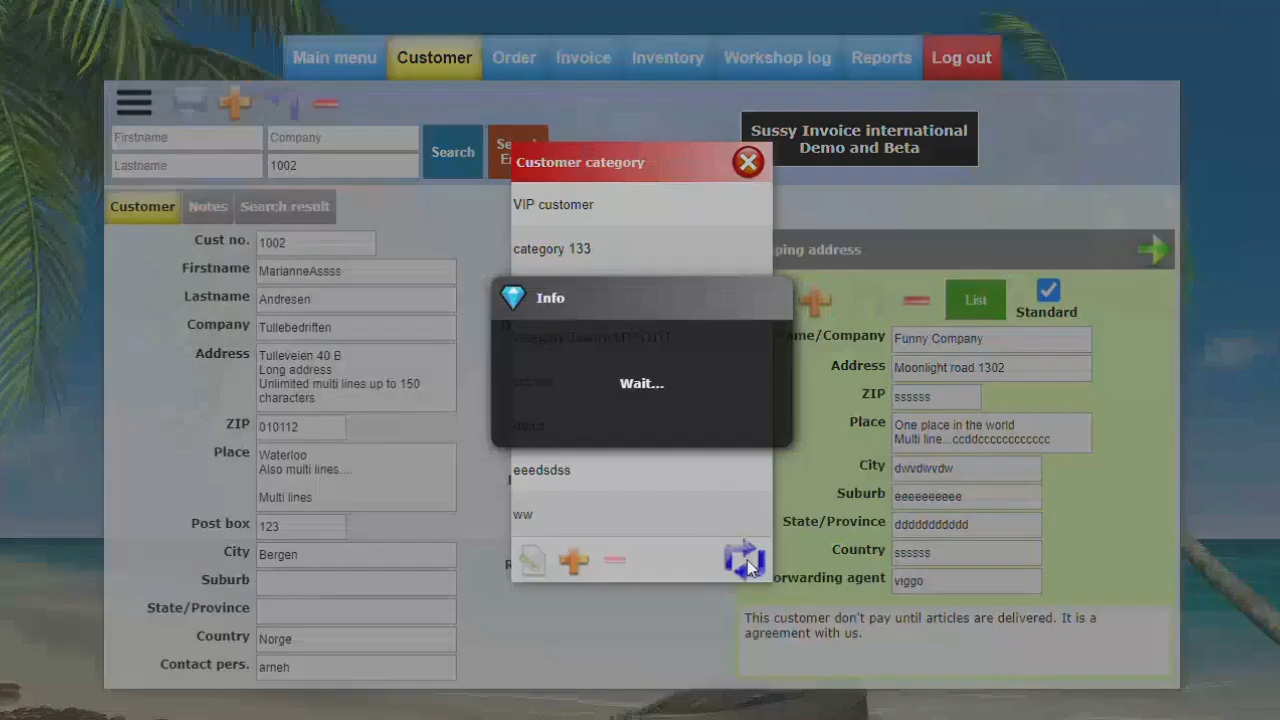 Main menu
Customer
Order
Invoice
Inventory
Workshop log
Reports
Log out
Firstname
Company
Lastname
1002
Search
Sussy Invoice international
Demo and Beta
Customer
Notes
Search result
Cust no.
1002
Firstname
MarianneAssss
Lastname
Andresen
Company
Tullebedriften
Address
Tulleveien 40 B
Long address
Unlimited multi lines up to 150
characters
ZIP
010112
Place
Waterloo
Also multi lines....
Multi lines
Post box
123
City
Bergen
Suburb
State/Province
Country
Norge
Contact pers.
arneh
Customer category
VIP customer
category 133
Info
Wait...
dddd
eeedsdss
ww
address
List
Standard
Funny Company
Address
Moonlight road 1302
ZIP
ssssss
Place
One place in the world
Multi line...ccddcccccccccccc
City
dwvdwvdw
Suburb
eeeeeeeeee
State/Province
ddddddddddd
Country
ssssss
agent
viggo
This customer don't pay until articles are delivered. It is a
agreement with us.